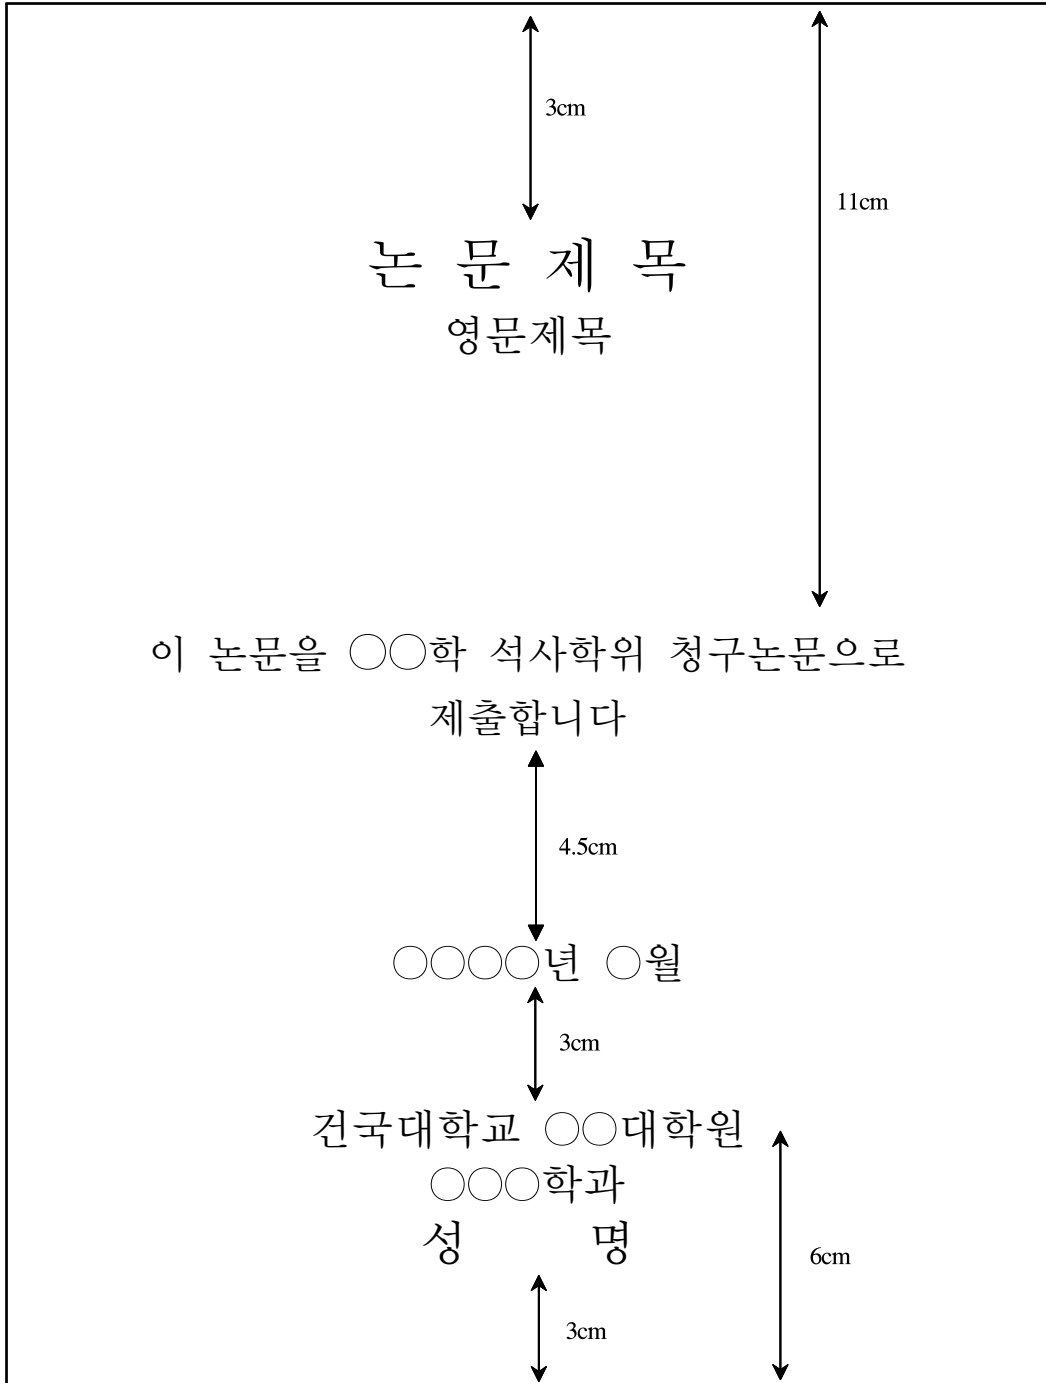 3cm
11cm
논 문 제 목
영문제목
이 논문을 ○○학 석사학위 청구논문으로
제출합니다
4.5cm
○○○○년 ○월
3cm
건국대학교 ○○대학원
○○○학과
성 명
6cm
3cm